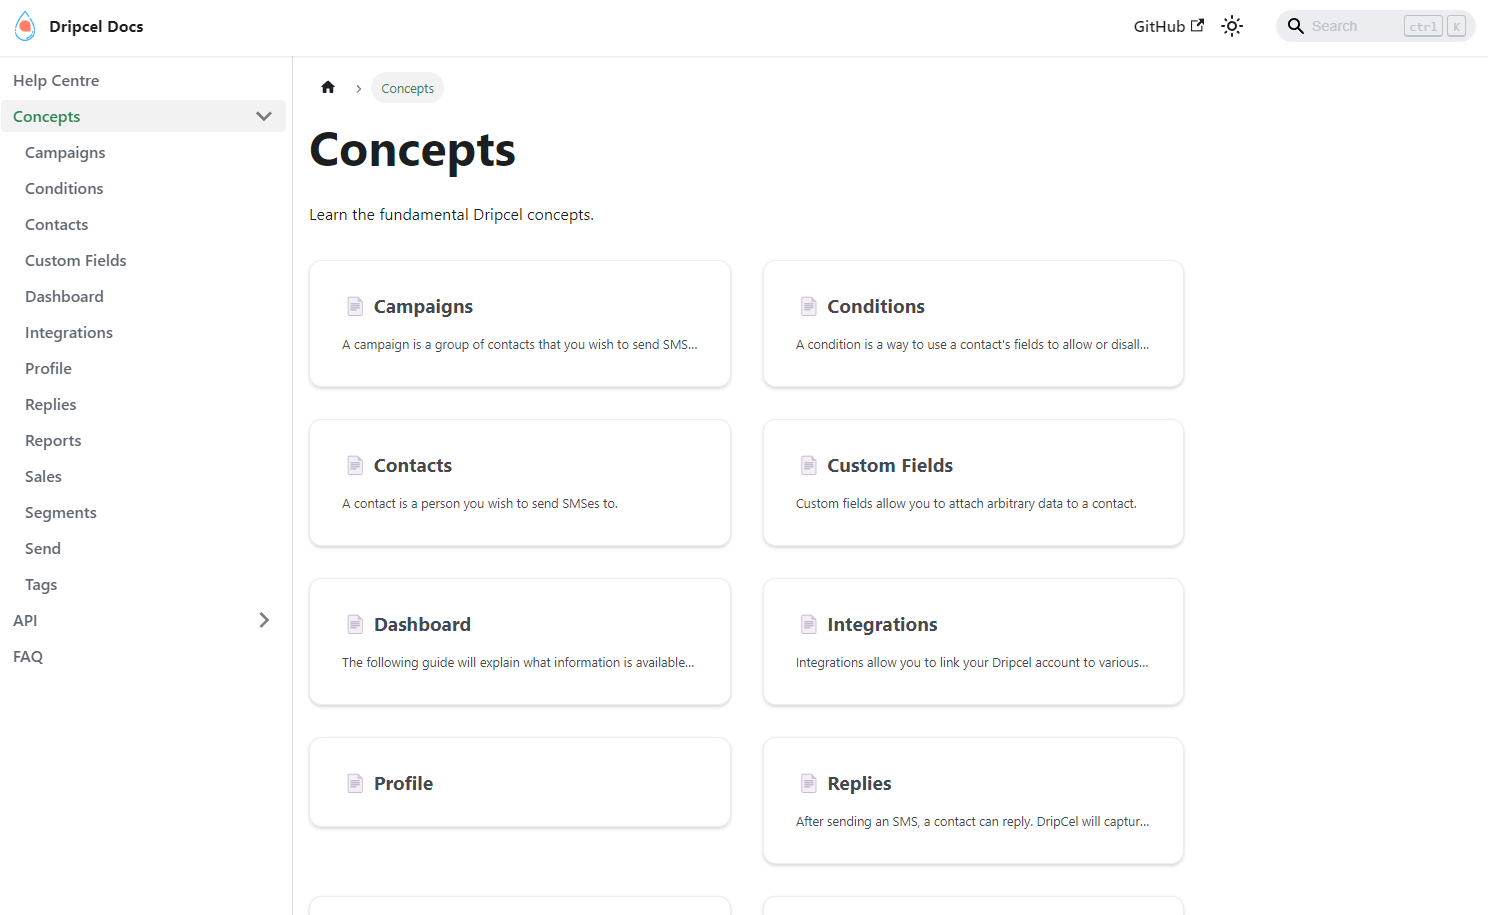 Dripcel Docs
GitHub
Search
ctrl
K
Help Centre
Concepts
Campaigns
Conditions
Contacts
Custom Fields
Dashboard
Integrations
Profile
Replies
Reports
Sales
Segments
Send
Tags
API
FAQ
Concepts
Concepts
Learn the fundamental Dripcel concepts.
Campaigns
A campaign is a group of contacts that you wish to send SMS...
Conditions
A condition is a way to use a contact's fields to allow or disall...
Contacts
A contact is a person you wish to send SMSes to.
Custom Fields
Custom fields allow you to attach arbitrary data to a contact.
Dashboard
The following guide will explain what information is available...
Integrations
Integrations allow you to link your Dripcel account to various...
Profile
Replies
After sending an SMS, a contact can reply. DripCel will captur...